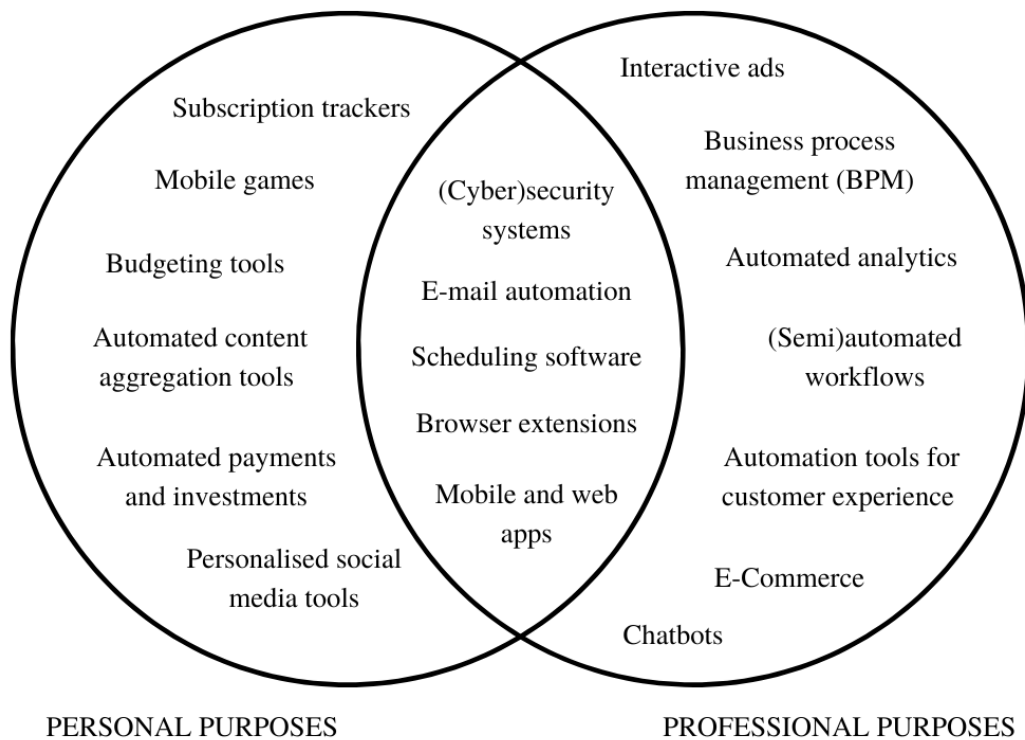 Subscription trackers
Mobile games
Budgeting tools
Automated content
aggregation tools
Automated payments
and investments
Personalised social
media tools
(Cyber)security
systems
E-mail automation
Scheduling software
Browser extensions
Mobile and web
apps
Interactive ads
Business process
management (BPM)
Automated analytics
(Semi)automated
workflows
Automation tools for
customer experience
E-Commerce
Chatbots
PERSONAL PURPOSES
PROFESSIONAL PURPOSES